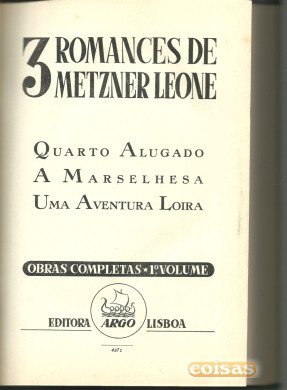 3 ROMANCES DE
METZNER LEONE
QUARTO ALUGADO
A MARSELHESA
UMA AVENTURA LOIRA
OBRAS COMPLETAS ★ 1º VOLUME
EDITORA ARGO LISBOA
coisas